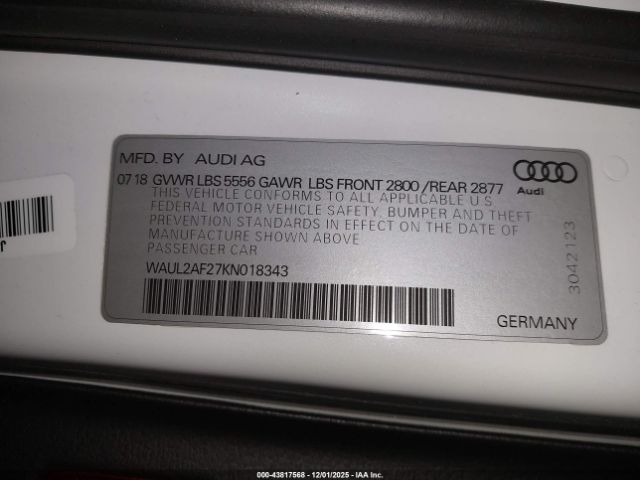 MFD. BY AUDI AG
07 18 GVWR LBS 5556 GAWR LBS FRONT 2800 / REAR 2877
THIS VEHICLE CONFORMS TO ALL APPLICABLE U S
FEDERAL MOTOR VEHICLE SAFETY, BUMPER AND THEFT
PREVENTION STANDARDS IN EFFECT ON THE DATE OF
MANUFACTURE SHOWN ABOVE
PASSENGER CAR
WAUL2AF27KN018343
Audi
3042123
GERMANY
J
000-43817568 12/01/2025 IAA Inc.